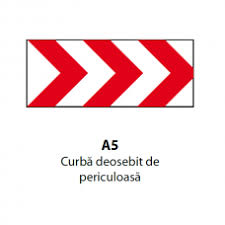 A5
Curbă deosebit de
periculoasă